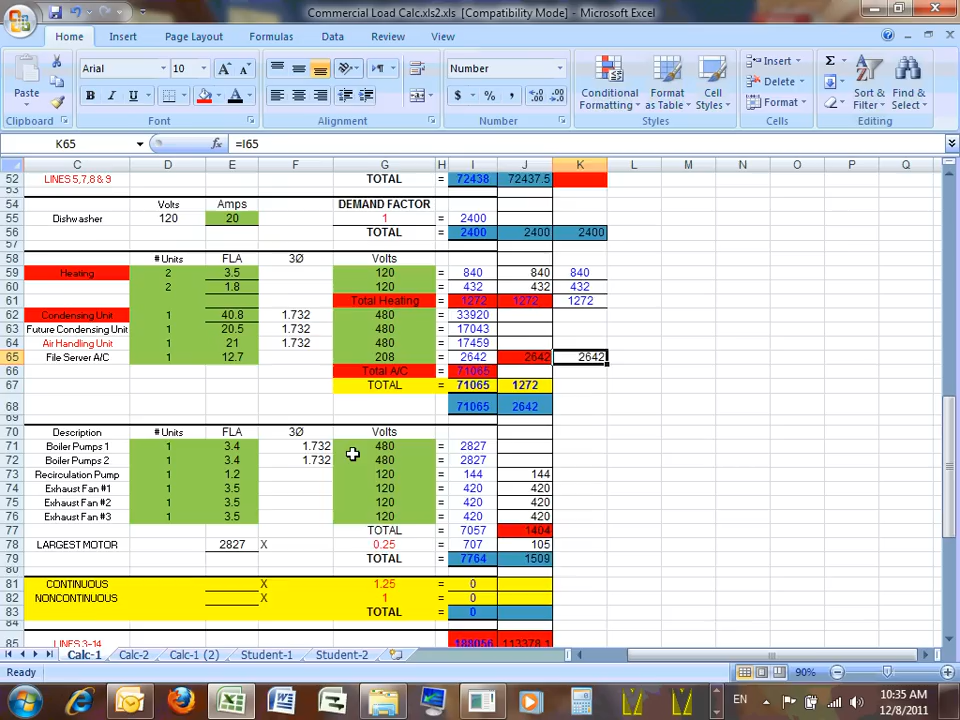 Commercial Load Calc.xls2.xls [Compatibility Mode] - Microsoft Excel
Home Insert Page Layout Formulas Data Review View
Paste Arial 10 A A Number Conditional Formatting Format as Table Cell Styles Insert Delete Format Sort & Filter Find & Select
B I U A $ % ,
Clipboard Font Alignment Number Styles Cells Editing
K65 fx =I65
C D E F G H I J K L M N O P Q
52 LINES 5,7,8 & 9 TOTAL = 72438 72437.5
53
54 Volts Amps DEMAND FACTOR
55 Dishwasher 120 20 1 = 2400
56 TOTAL = 2400 2400 2400
57
58 # Units FLA 3Ø Volts
59 Heating 2 3.5 120 = 840 840 840
60 2 1.8 120 = 432 432 432
61 Total Heating = 1272 1272 1272
62 Condensing Unit 1 40.8 1.732 480 = 33920
63 Future Condensing Unit 1 20.5 1.732 480 = 17043
64 Air Handling Unit 1 21 1.732 480 = 17459
65 File Server A/C 1 12.7 208 = 2642 2642 2642
66 Total A/C = 71065
67 TOTAL = 71065 1272
68 71065 2642
69
70 Description # Units FLA 3Ø Volts
71 Boiler Pumps 1 1 3.4 1.732 480 = 2827
72 Boiler Pumps 2 1 3.4 1.732 480 = 2827
73 Recirculation Pump 1 1.2 120 = 144 144
74 Exhaust Fan #1 1 3.5 120 = 420 420
75 Exhaust Fan #2 1 3.5 120 = 420 420
76 Exhaust Fan #3 1 3.5 120 = 420 420
77 TOTAL = 7057 1404
78 LARGEST MOTOR 2827 X 0.25 = 707 105
79 TOTAL = 7764 1509
80
81 CONTINUOUS X 1.25 = 0
82 NONCONTINUOUS X 1 = 0
83 TOTAL = 0
84
85 LINES 3-14 188056 113378.1
Calc-1 Calc-2 Calc-1 (2) Student-1 Student-2
Ready 90%
EN 10:35 AM
12/8/2011